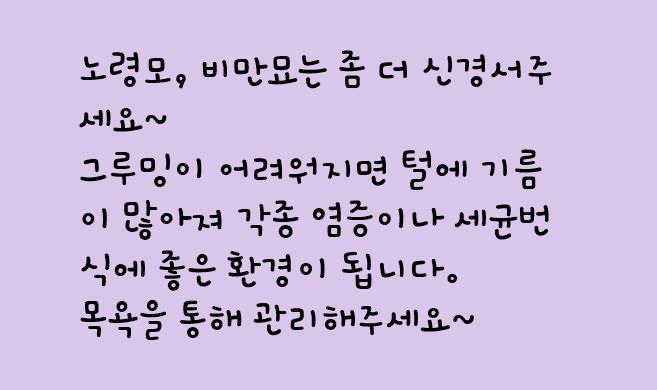 노령모, 비만묘는 좀 더 신경서주
세요~
그루밍이 어려워지면 털에 기름
이 많아져 각종 염증이나 세균번
식에 좋은 환경이 됩니다.
목욕을 통해 관리해주세요~